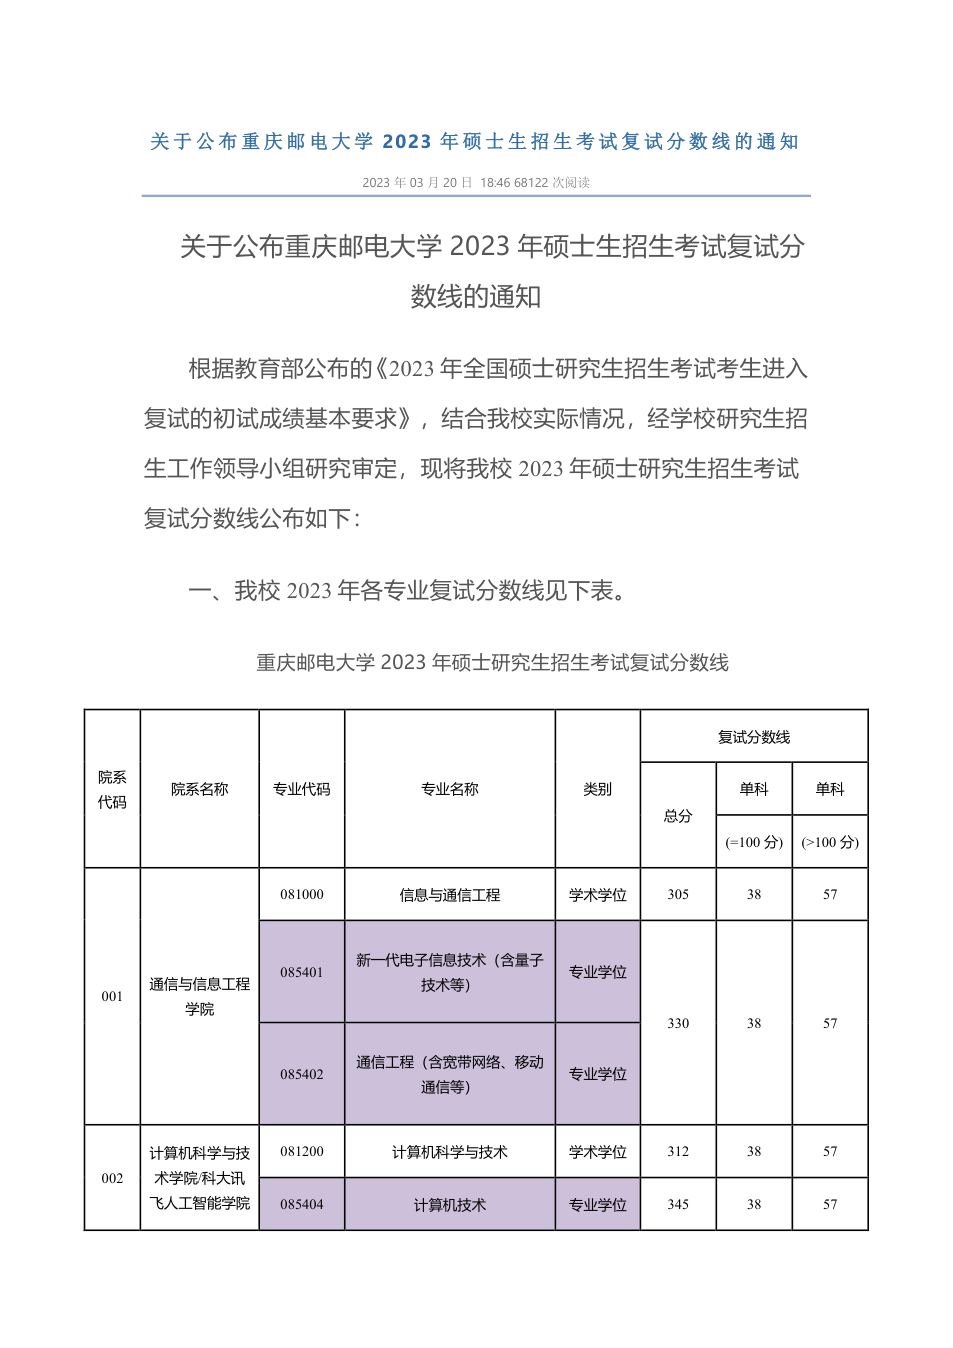 关于公布重庆邮电大学 2023 年硕士生招生考试复试分数线的通知
2023 年 03 月 20 日 18:46 68122 次阅读
关于公布重庆邮电大学 2023 年硕士生招生考试复试分
数线的通知
根据教育部公布的《2023 年全国硕士研究生招生考试考生进入
复试的初试成绩基本要求》，结合我校实际情况，经学校研究生招
生工作领导小组研究审定，现将我校 2023 年硕士研究生招生考试
复试分数线公布如下：
一、我校 2023 年各专业复试分数线见下表。
重庆邮电大学 2023 年硕士研究生招生考试复试分数线
院系
代码
院系名称
专业代码
专业名称
类别
复试分数线
总分
单科
(=100 分)
单科
(>100 分)
001
通信与信息工程
学院
081000
信息与通信工程
学术学位
305
38
57
085401
新一代电子信息技术（含量子
技术等）
专业学位
330
38
57
085402
通信工程（含宽带网络、移动
通信等）
专业学位
002
计算机科学与技
术学院/科大讯
飞人工智能学院
081200
计算机科学与技术
学术学位
312
38
57
085404
计算机技术
专业学位
345
38
57